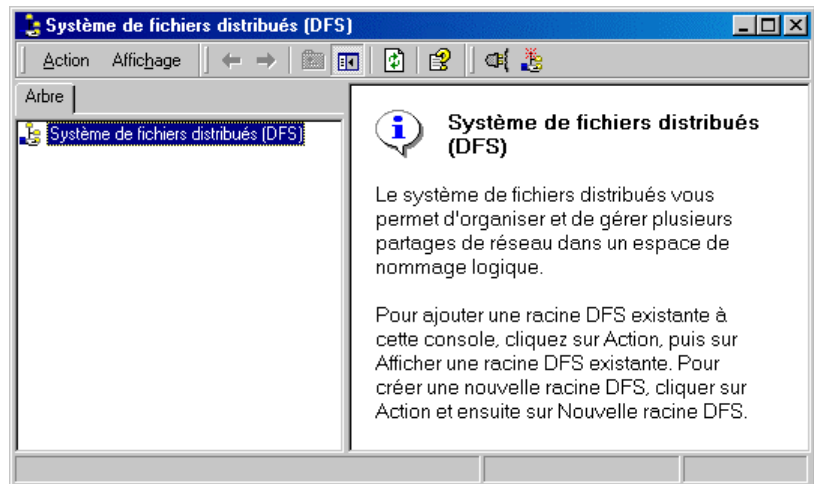 Système de fichiers distribués (DFS)
Action Affichage
Arbre
Système de fichiers distribués (DFS)
Système de fichiers distribués
(DFS)
Le système de fichiers distribués vous
permet d'organiser et de gérer plusieurs
partages de réseau dans un espace de
nommage logique.
Pour ajouter une racine DFS existante à
cette console, cliquez sur Action, puis sur
Afficher une racine DFS existante. Pour
créer une nouvelle racine DFS, cliquer sur
Action et ensuite sur Nouvelle racine DFS.